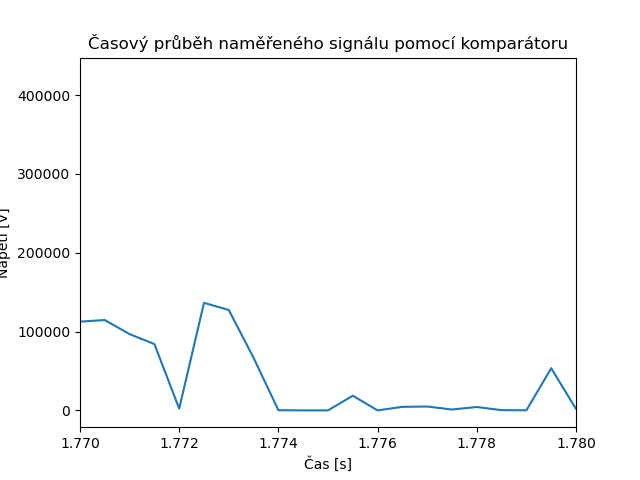 Časový průběh naměřeného signálu pomocí komparátoru
400000
300000
200000
100000
0
Napětí [V]
1.770 1.772 1.774 1.776 1.778 1.780
Čas [s]